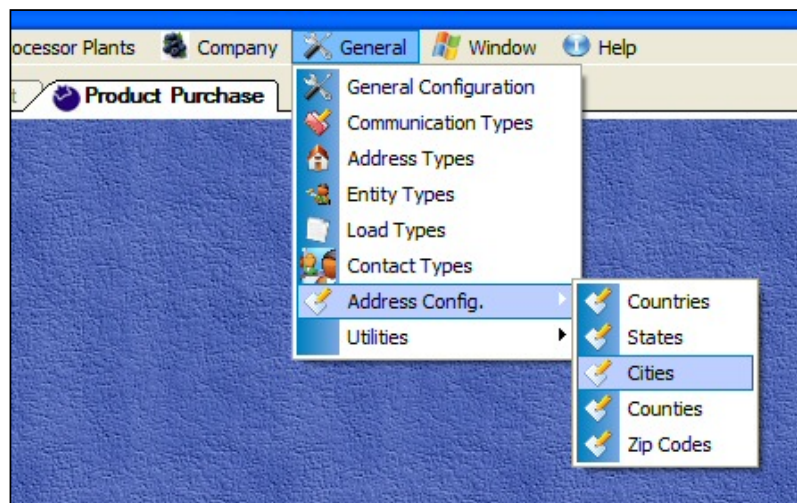 Plants Company General Window Help
Product Purchase
General Configuration
Communication Types
Address Types
Entity Types
Load Types
Contact Types
Address Config.
Utilities
Countries
States
Cities
Counties
Zip Codes